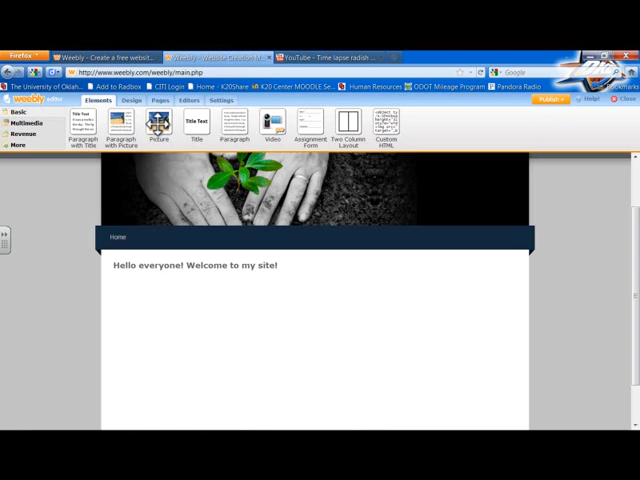 Firefox
Weebly - Create a free websit...
Weebly - Website Creation M...
YouTube - Time lapse radish
http://www.weebly.com/weebly/main.php
Google
The University of Oklah...
Add to Radbox
CITI Login
Home - K20Share
K20 Center MOODLE Se...
Human Resources
ODOT Mileage Program
Pandora Radio
Bookmarks
weebly editor
Elements
Design
Pages
Editors
Settings
Publish
Help!
Close
Basic
Multimedia
Revenue
More
Title Text
Title Text
Paragraph with Title
Paragraph with Picture
Picture
Title
Paragraph
Video
Assignment Form
Two Column Layout
Custom HTML
Home
Hello everyone! Welcome to my site!